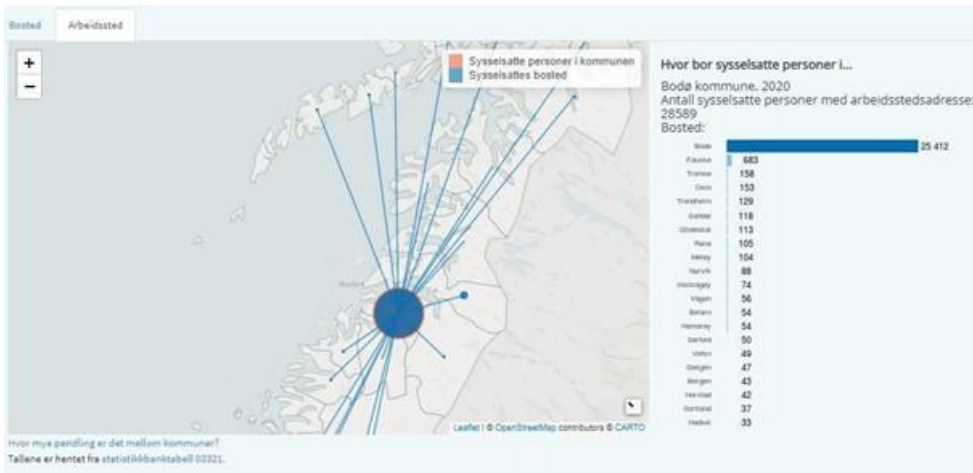 Bosted
Arbeidssted
+
−
Sysselsatte personer i kommunen
Sysselsattes bosted
Leaflet | © OpenStreetMap contributors © CARTO
Hvor bor sysselsatte personer i...
Bodø kommune. 2020
Antall sysselsatte personer med arbeidsstedsadresse:
28589
Bosted:
Bodø 25 412
Fauske 683
Tromsø 158
Oslo 153
Trondheim 129
Saltdal 118
Gildeskål 113
Rana 105
Meløy 104
Narvik 88
Vestvågøy 74
Vågan 56
Beiarn 54
Hamarøy 54
Sørfold 50
Vefsn 49
Steigen 47
Bergen 43
Harstad 42
Sortland 37
Hadsel 33
Hvor mye pendling er det mellom kommuner?
Tallene er hentet fra statistikkbanktabell 03321.